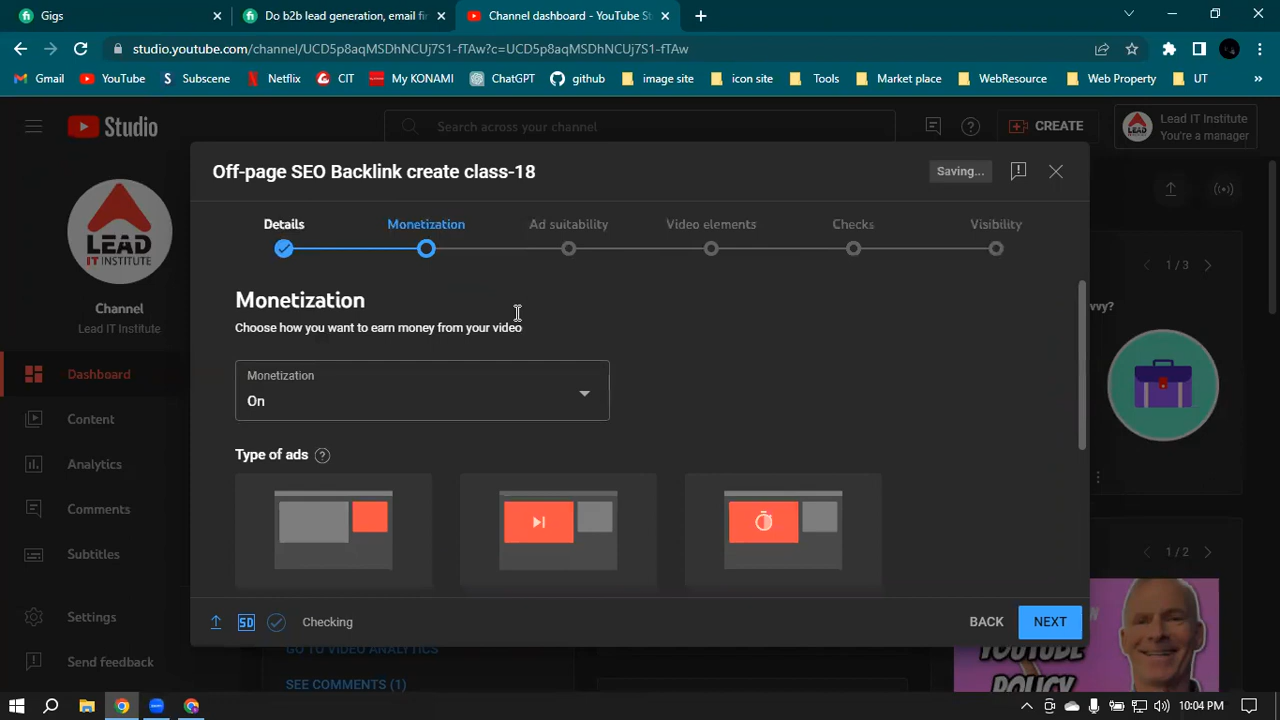 Gigs
Do b2b lead generation, email fi
Channel dashboard - YouTube St
studio.youtube.com/channel/UCD5p8aqMSDhNCUj7S1-fTAw?c=UCD5p8aqMSDhNCUj7S1-fTAw
Gmail
YouTube
Subscene
Netflix
CIT
My KONAMI
ChatGPT
github
image site
icon site
Tools
Market place
WebResource
Web Property
UT
Studio
Search across your channel
CREATE
Lead IT Institute
You're a manager
LEAD
IT INSTITUTE
Channel
Lead IT Institute
Dashboard
Content
Analytics
Comments
Subtitles
Settings
Send feedback
Off-page SEO Backlink create class-18
Saving...
Details
Monetization
Ad suitability
Video elements
Checks
Visibility
Monetization
Choose how you want to earn money from your video
Monetization
On
Type of ads
SD
Checking
BACK
NEXT
1 / 3
vvy?
1 / 2
GO TO VIDEO ANALYTICS
SEE COMMENTS (1)
YOUTUBE
POLICY
10:04 PM